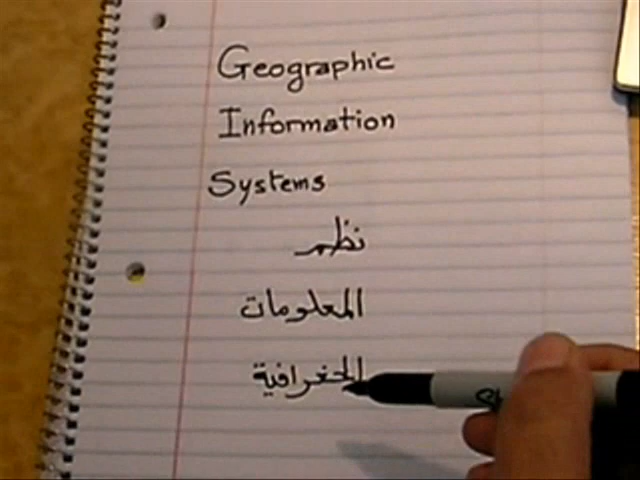 Geographic
Information
Systems
نظم
المعلومات
الجغرافية